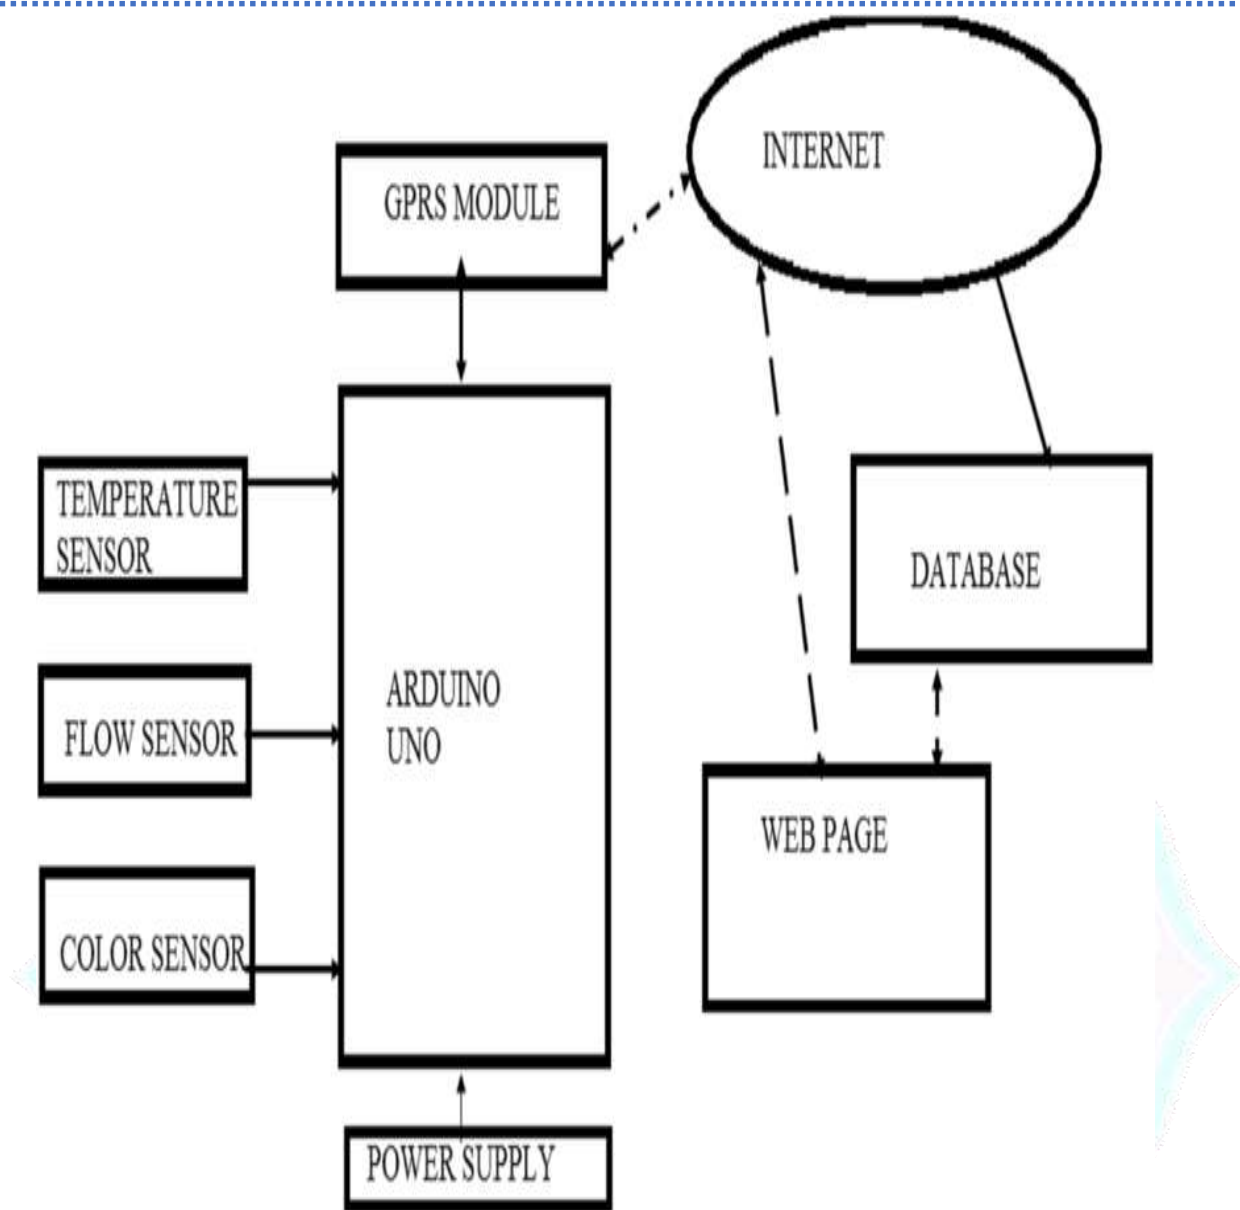 INTERNET
GPRS MODULE
TEMPERATURE
SENSOR
DATABASE
ARDUINO
UNO
FLOW SENSOR
WEB PAGE
COLOR SENSOR
POWER SUPPLY